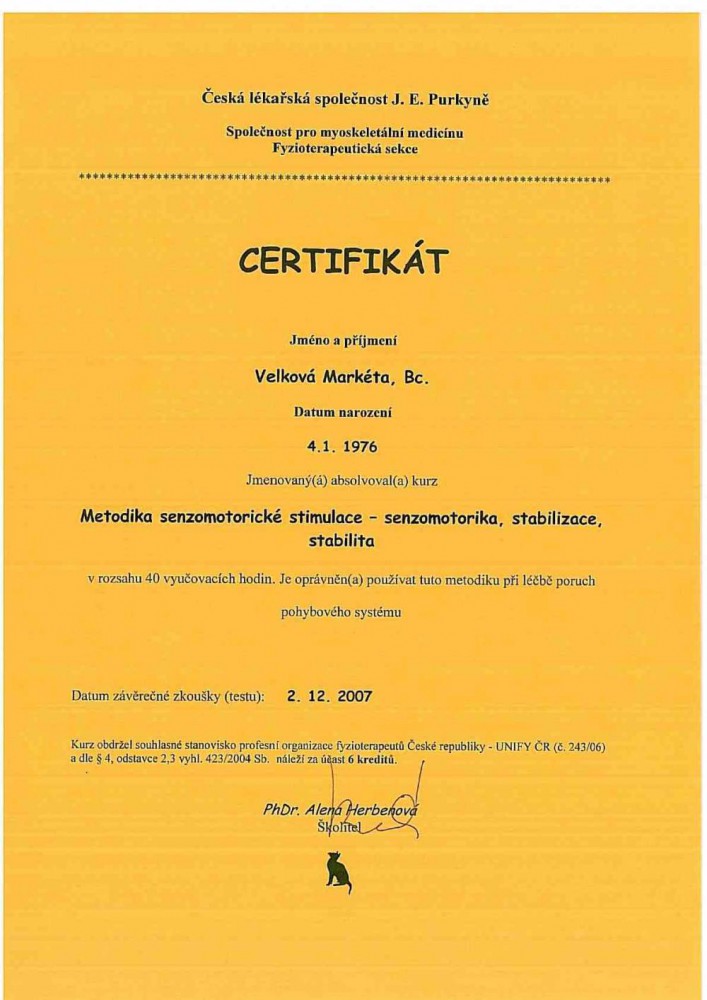 Česká lékařská společnost J. E. Purkyně
Společnost pro myoskeletální medicínu
Fyzioterapeutická sekce
******************************************************************************
CERTIFIKÁT
Jméno a příjmení
Velková Markéta, Bc.
Datum narození
4.1. 1976
Jmenovaný(á) absolvoval(a) kurz
Metodika senzomotorické stimulace – senzomotorika, stabilizace,
stabilita
v rozsahu 40 vyučovacích hodin. Je oprávněn(a) používat tuto metodiku při léčbě poruch
pohybového systému
Datum závěrečné zkoušky (testu): 2. 12. 2007
Kurz obdržel souhlasné stanovisko profesní organizace fyzioterapeutů České republiky - UNIFY ČR (č. 243/06)
a dle § 4, odstavce 2,3 vyhl. 423/2004 Sb. náleží za účast 6 kreditů.
PhDr. Alena Herbenová
Školitel